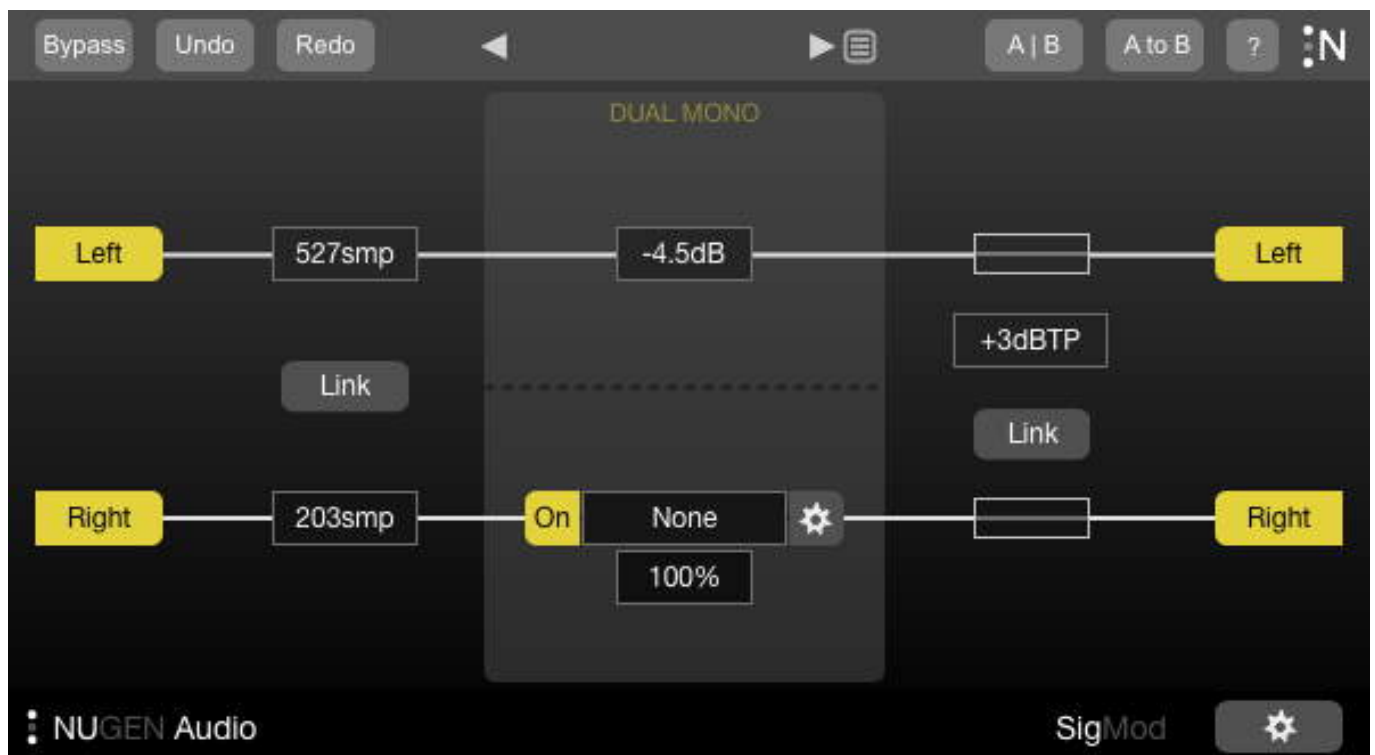 Bypass Undo Redo A | B A to B ? N
DUAL MONO
Left 527smp -4.5dB Left
+3dBTP
Link
Link
Right 203smp On None Right
100%
NUGEN Audio SigMod